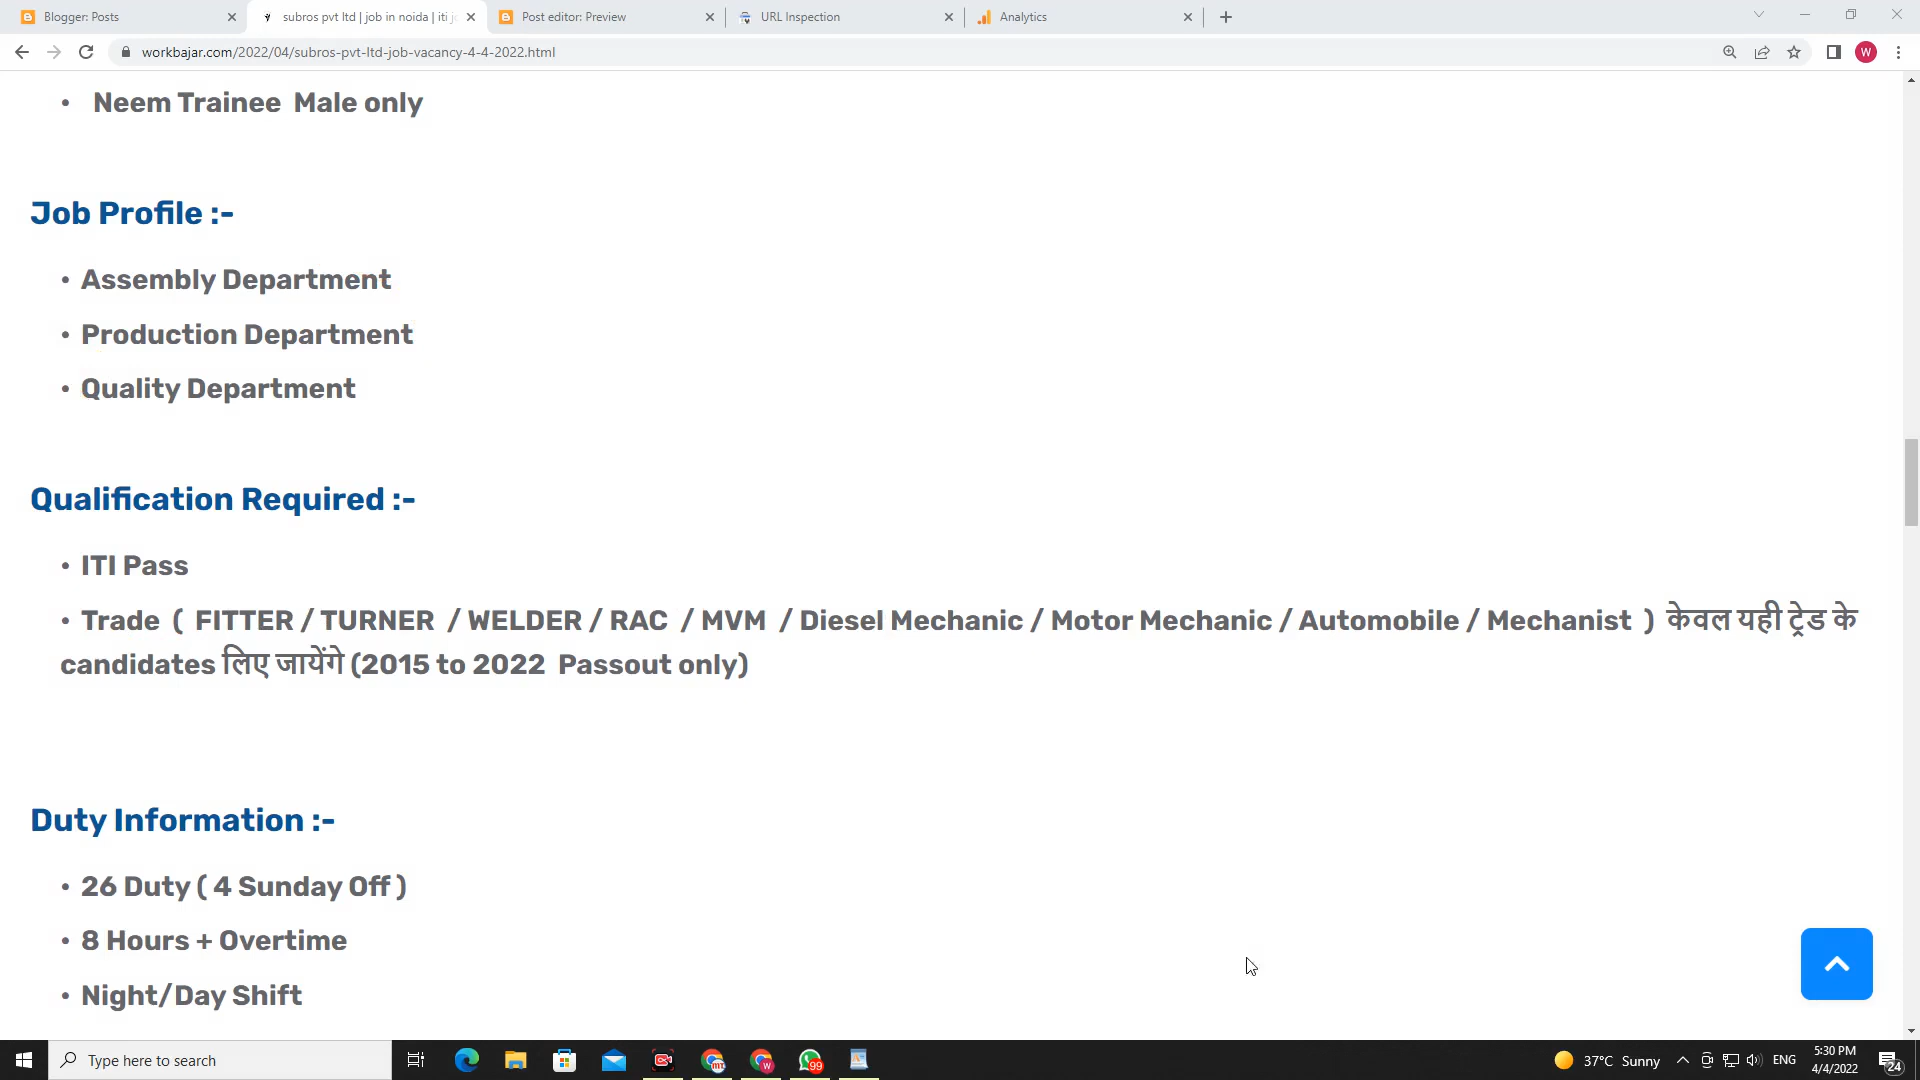 Blogger: Posts
subros pvt ltd | job in noida | iti jo
Post editor: Preview
URL Inspection
Analytics
workbajar.com/2022/04/subros-pvt-ltd-job-vacancy-4-4-2022.html
W
• Neem Trainee  Male only
Job Profile :-
• Assembly Department
• Production Department
• Quality Department
Qualification Required :-
• ITI Pass
• Trade  (  FITTER / TURNER  / WELDER / RAC  / MVM  / Diesel Mechanic / Motor Mechanic / Automobile / Mechanist  )  केवल यही ट्रेड के
candidates लिए जायेंगे (2015 to 2022  Passout only)
Duty Information :-
• 26 Duty ( 4 Sunday Off )
• 8 Hours + Overtime
• Night/Day Shift
Type here to search
99
37°C  Sunny
ENG
5:30 PM
4/4/2022
24